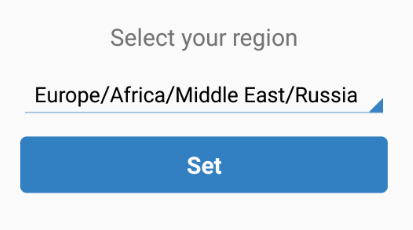 Select your region
Europe/Africa/Middle East/Russia
Set